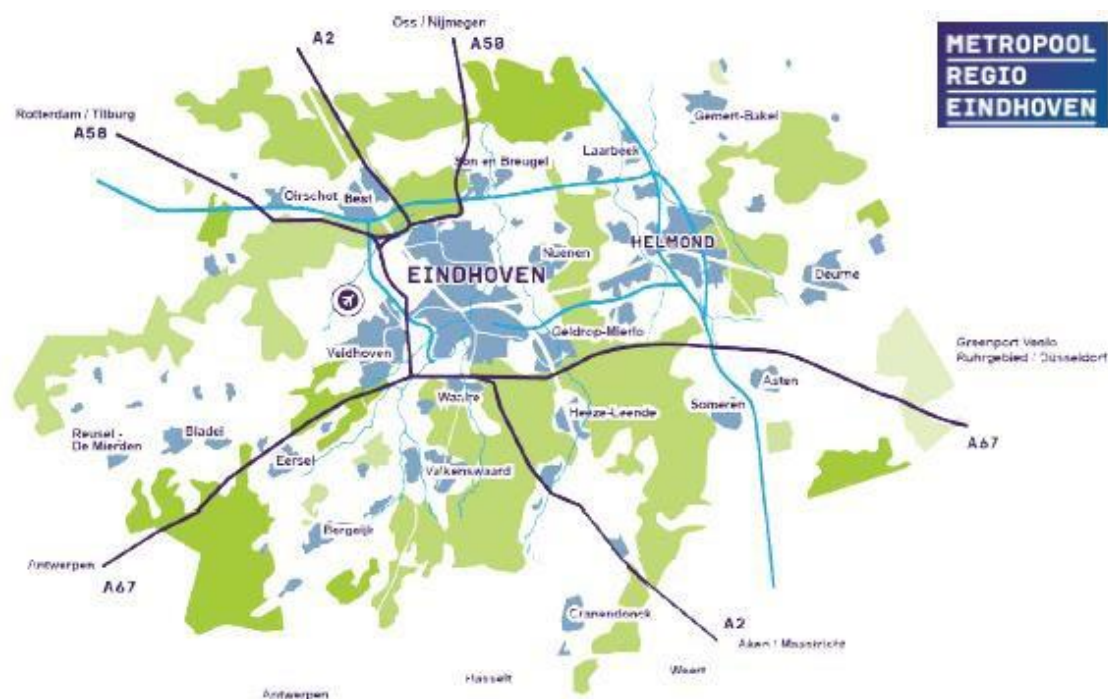 Oss / Nijmegen
A2
A50
METROPOOL
REGIO
EINDHOVEN
Rotterdam / Tilburg
A58
Gemert-Bakel
Laarbeek
Son en Breugel
Oirschot
Best
HELMOND
Nuenen
EINDHOVEN
Deurne
Geldrop-Mierlo
Veldhoven
Greenport Venlo
Ruhrgebied / Düsseldorf
Asten
Waalre
Someren
Heeze-Leende
Reusel -
De Mierden
Bladel
A67
Eersel
Valkenswaard
Bergeijk
Antwerpen
A67
Cranendonck
A2
Aken / Maastricht
Weert
Hasselt
Antwerpen